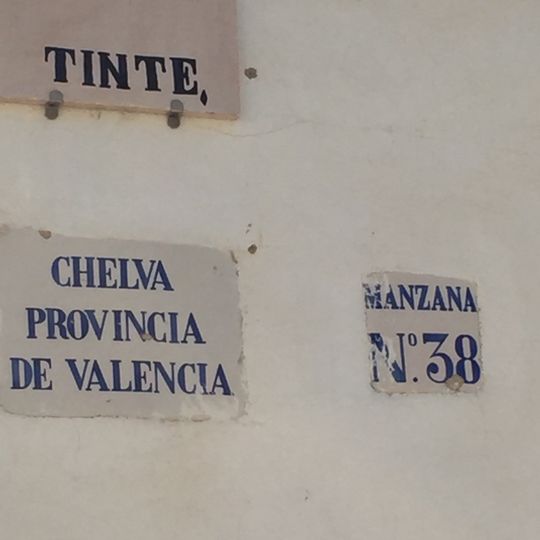 TINTE,
CHELVA
PROVINCIA
DE VALENCIA
MANZANA
Nº. 38